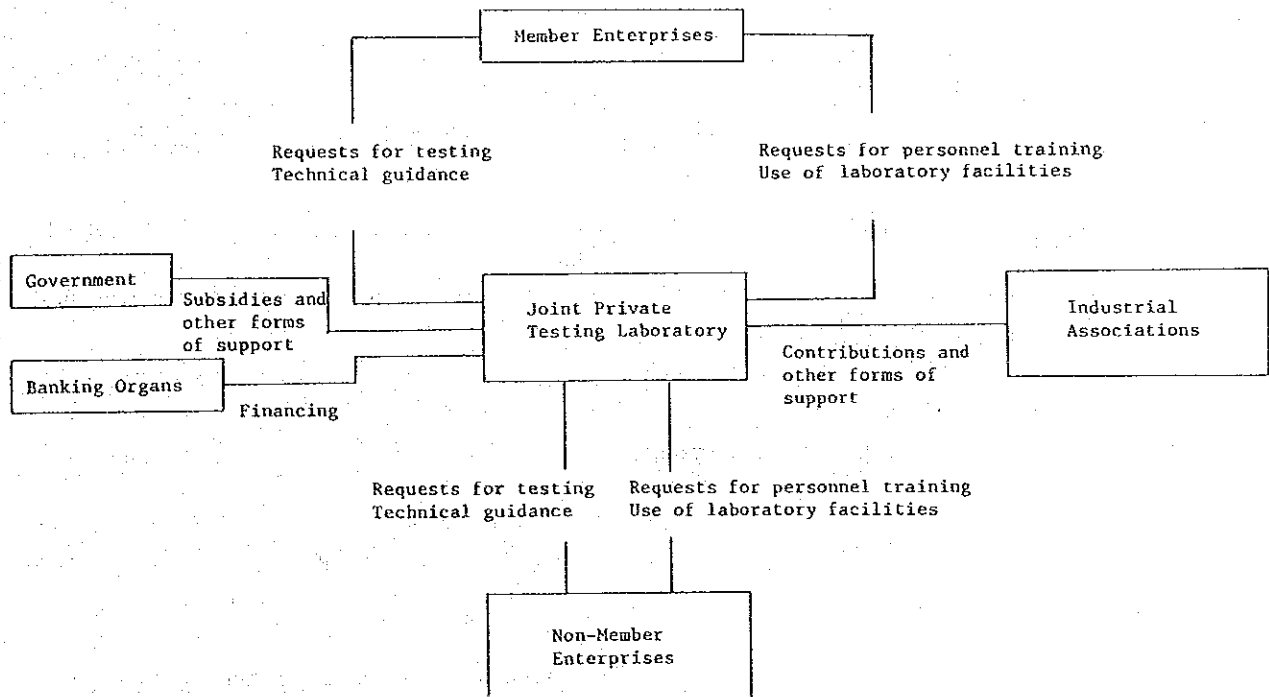 Member Enterprises
Requests for testing
Technical guidance
Requests for personnel training
Use of laboratory facilities
Government
Subsidies and
other forms
of support
Banking Organs
Financing
Joint Private
Testing Laboratory
Industrial
Associations
Contributions and
other forms of
support
Requests for testing
Technical guidance
Requests for personnel training
Use of laboratory facilities
Non-Member
Enterprises